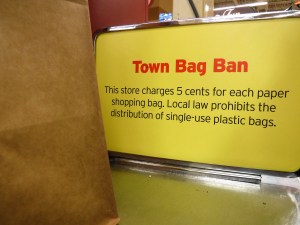 Town Bag Ban
This store charges 5 cents for each paper
shopping bag. Local law prohibits the
distribution of single-use plastic bags.